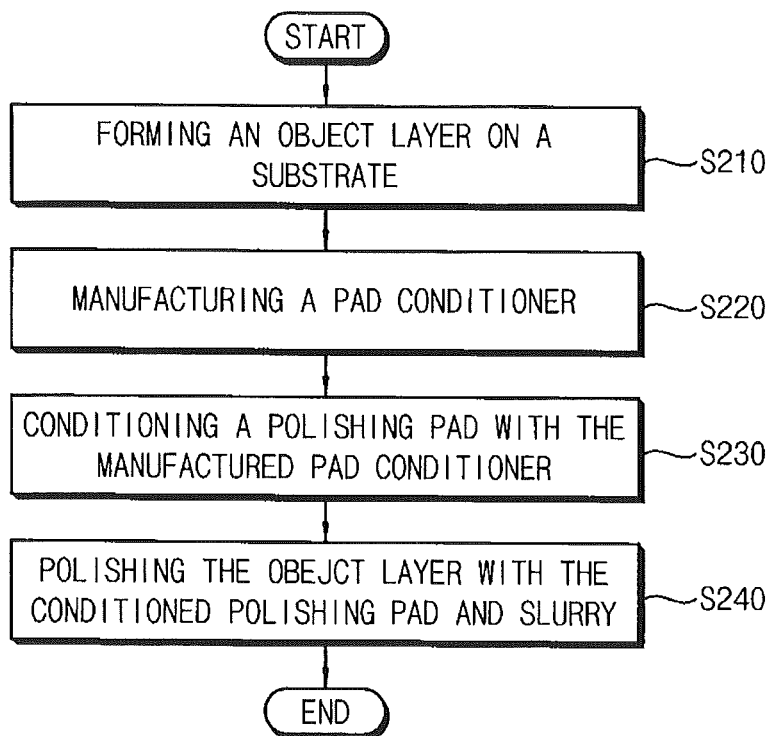 START
FORMING AN OBJECT LAYER ON A
SUBSTRATE
S210
MANUFACTURING A PAD CONDITIONER
S220
CONDITIONING A POLISHING PAD WITH THE
MANUFACTURED PAD CONDITIONER
S230
POLISHING THE OBEJCT LAYER WITH THE
CONDITIONED POLISHING PAD AND SLURRY
S240
END